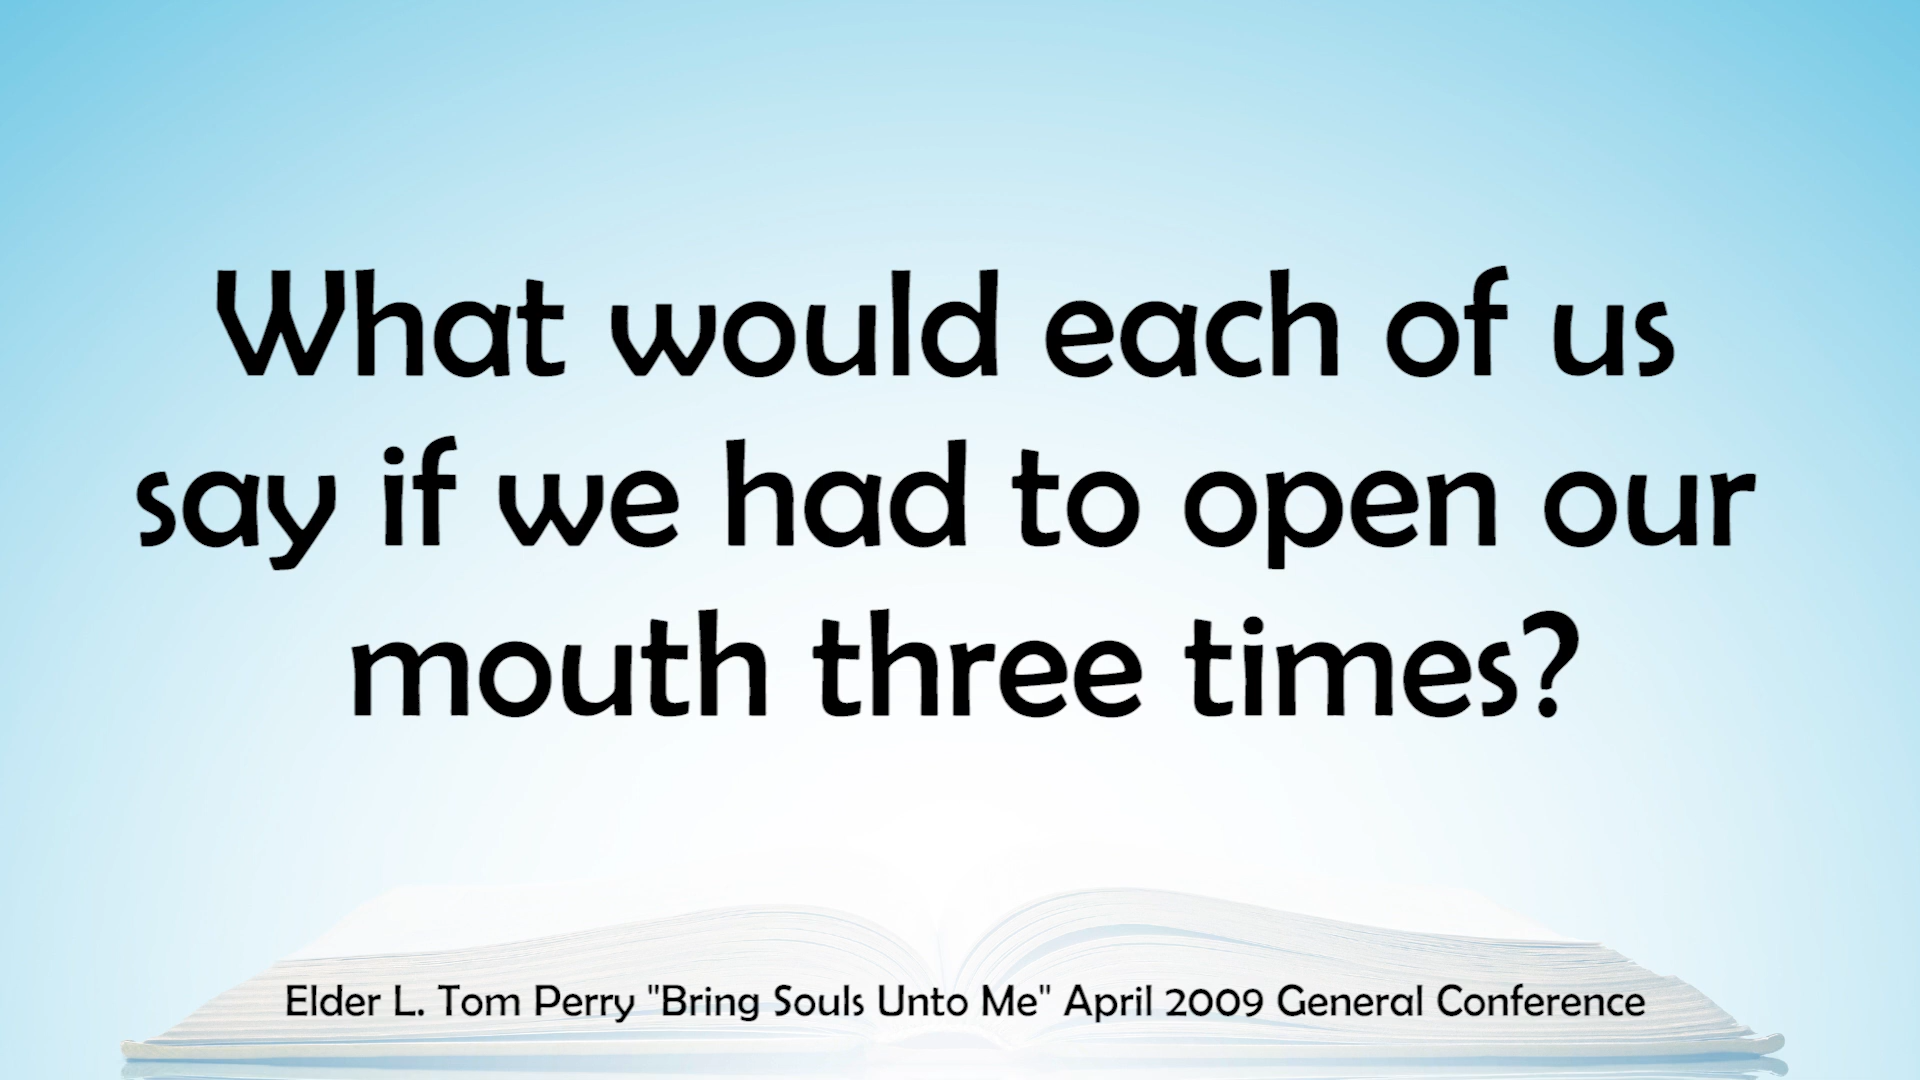 What would each of us
say if we had to open our
mouth three times?
Elder L. Tom Perry "Bring Souls Unto Me" April 2009 General Conference